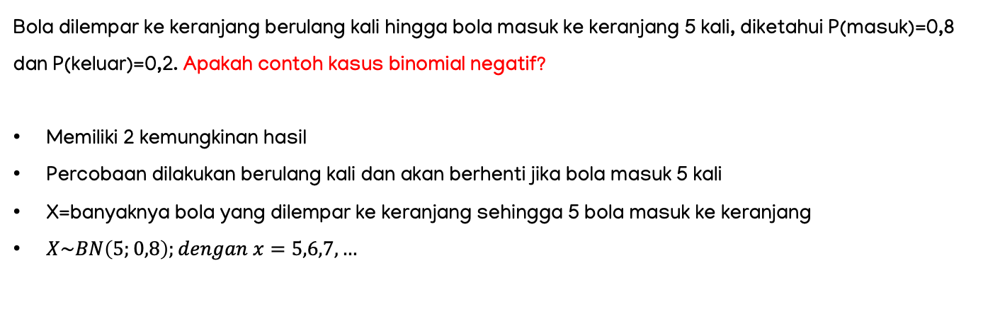 Bola dilempar ke keranjang berulang kali hingga bola masuk ke keranjang 5 kali, diketahui P(masuk)=0,8
dan P(keluar)=0,2. Apakah contoh kasus binomial negatif?
• Memiliki 2 kemungkinan hasil
• Percobaan dilakukan berulang kali dan akan berhenti jika bola masuk 5 kali
• X=banyaknya bola yang dilempar ke keranjang sehingga 5 bola masuk ke keranjang
• X~BN(5; 0,8); dengan x = 5,6,7, ...